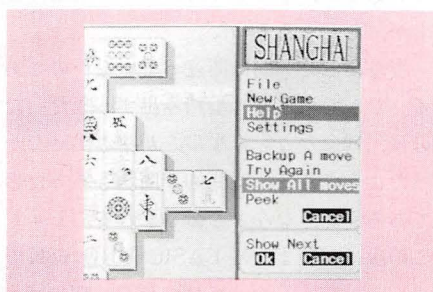 SHANGHAI
File
New Game
Help
Settings
Backup A move
Try Again
Show All moves
Peek
Cancel
Show Next
Ok Cancel